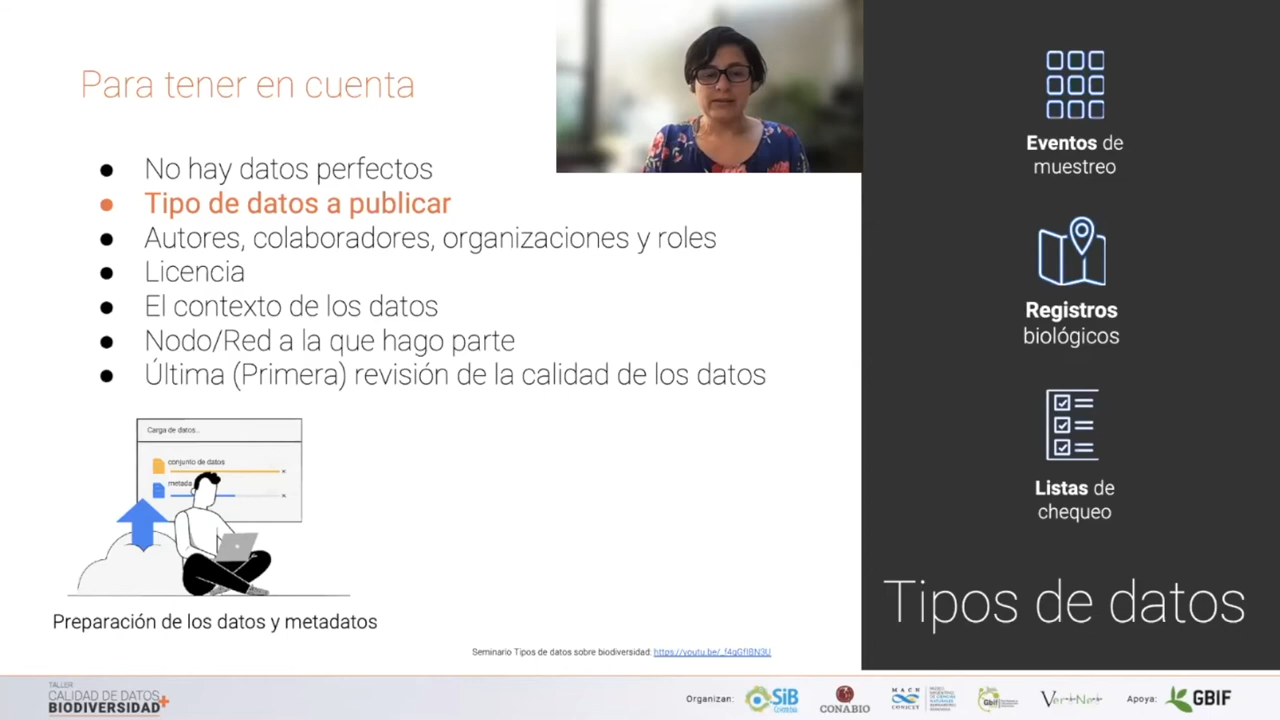 Para tener en cuenta
No hay datos perfectos
Tipo de datos a publicar
Autores, colaboradores, organizaciones y roles
Licencia
El contexto de los datos
Nodo/Red a la que hago parte
Última (Primera) revisión de la calidad de los datos
Carga de datos...
conjunto de datos
metada
Preparación de los datos y metadatos
Seminario Tipos de datos sobre biodiversidad: https://youtu.be/_f4gGfIBN3U
Eventos de
muestreo
Registros
biológicos
Listas de
chequeo
Tipos de datos
TALLER
CALIDAD DE DATOS
BIODIVERSIDAD
Organizan:
SiB
Colombia
CONABIO
MACN
CONICET
Gbif
VertNet
Apoya:
GBIF